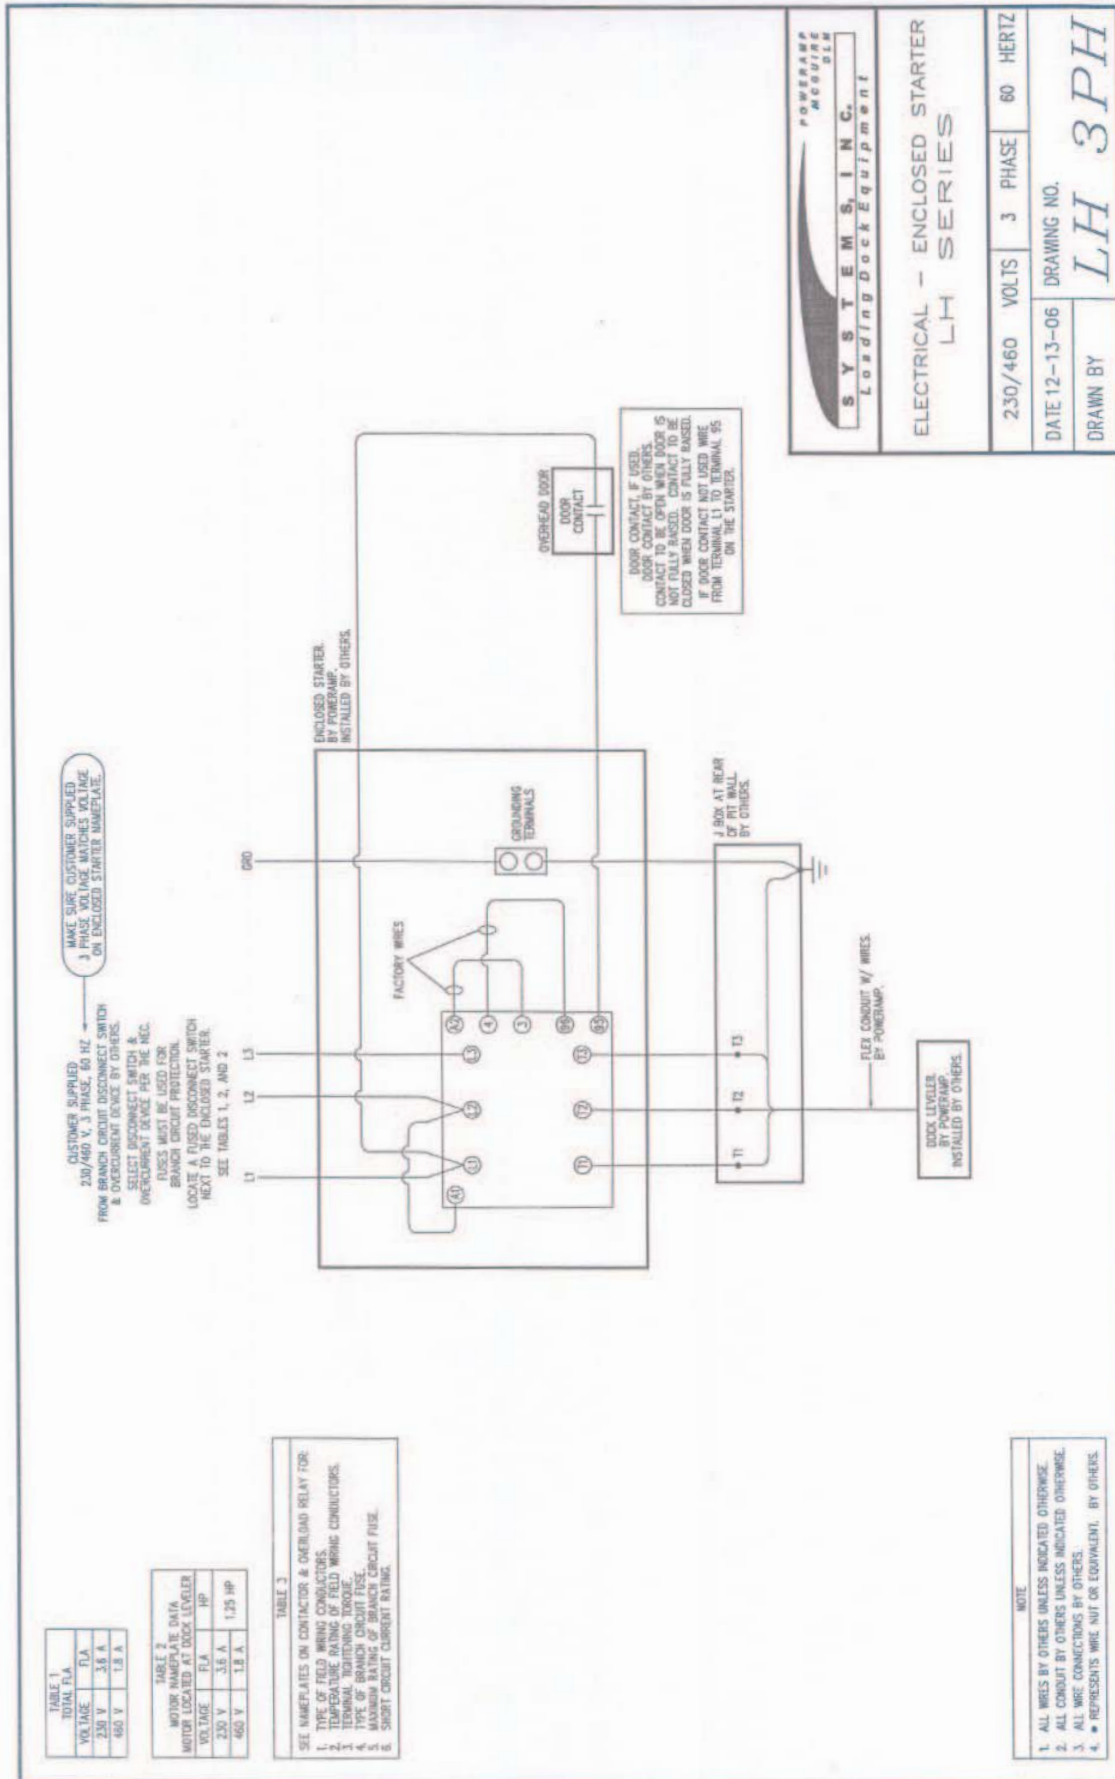 TABLE 1
TOTAL FLA
VOLTAGE FLA
230 V 3.6 A
460 V 1.8 A
TABLE 2
MOTOR NAMEPLATE DATA
MOTOR LOCATED AT DOCK LEVELER
VOLTAGE FLA HP
230 V 3.6 A 1.25 HP
460 V 1.8 A
TABLE 3
SEE NAMEPLATES ON CONTACTOR & OVERLOAD RELAY FOR:
1. TYPE OF FIELD WIRING CONDUCTORS.
2. TEMPERATURE RATING OF FIELD WIRING CONDUCTORS.
3. TERMINAL TIGHTENING TORQUE.
4. TYPE OF BRANCH CIRCUIT FUSE.
5. MAXIMUM RATING OF BRANCH CIRCUIT FUSE.
6. SHORT CIRCUIT CURRENT RATING.
CUSTOMER SUPPLIED
230/460 V, 3 PHASE, 60 HZ
FROM BRANCH CIRCUIT DISCONNECT SWITCH
& OVERCURRENT DEVICE BY OTHERS.
SELECT DISCONNECT SWITCH &
OVERCURRENT DEVICE PER THE NEC.
FUSES MUST BE USED FOR
BRANCH CIRCUIT PROTECTION.
LOCATE A FUSED DISCONNECT SWITCH
NEXT TO THE ENCLOSED STARTER.
SEE TABLES 1, 2, AND 2
MAKE SURE CUSTOMER SUPPLIED
3 PHASE VOLTAGE MATCHES VOLTAGE
ON ENCLOSED STARTER NAMEPLATE.
L1 L2 L3 GRD
ENCLOSED STARTER.
BY POWERAMP.
INSTALLED BY OTHERS.
FACTORY WIRES
GROUNDING
TERMINALS
A1 L1 L2 L3 A2
4
3
96
T1 T2 T3 95
OVERHEAD DOOR
DOOR
CONTACT
DOOR CONTACT, IF USED.
DOOR CONTACT BY OTHERS.
CONTACT TO BE OPEN WHEN DOOR IS
NOT FULLY RAISED. CONTACT TO BE
CLOSED WHEN DOOR IS FULLY RAISED.
IF DOOR CONTACT NOT USED WIRE
FROM TERMINAL L1 TO TERMINAL 95
ON THE STARTER.
J BOX AT REAR
OF PIT WALL
BY OTHERS.
T1 T2 T3
FLEX CONDUIT W/ WIRES.
BY POWERAMP.
DOCK LEVELER.
BY POWERAMP.
INSTALLED BY OTHERS.
NOTE
1. ALL WIRES BY OTHERS UNLESS INDICATED OTHERWISE.
2. ALL CONDUIT BY OTHERS UNLESS INDICATED OTHERWISE.
3. ALL WIRE CONNECTIONS BY OTHERS.
4. • REPRESENTS WIRE NUT OR EQUIVALENT. BY OTHERS.
POWERAMP
MCGUIRE
DLM
SYSTEMS, INC.
Loading Dock Equipment
ELECTRICAL - ENCLOSED STARTER
LH SERIES
230/460 VOLTS 3 PHASE 60 HERTZ
DATE 12-13-06 DRAWING NO.
DRAWN BY LH 3PH